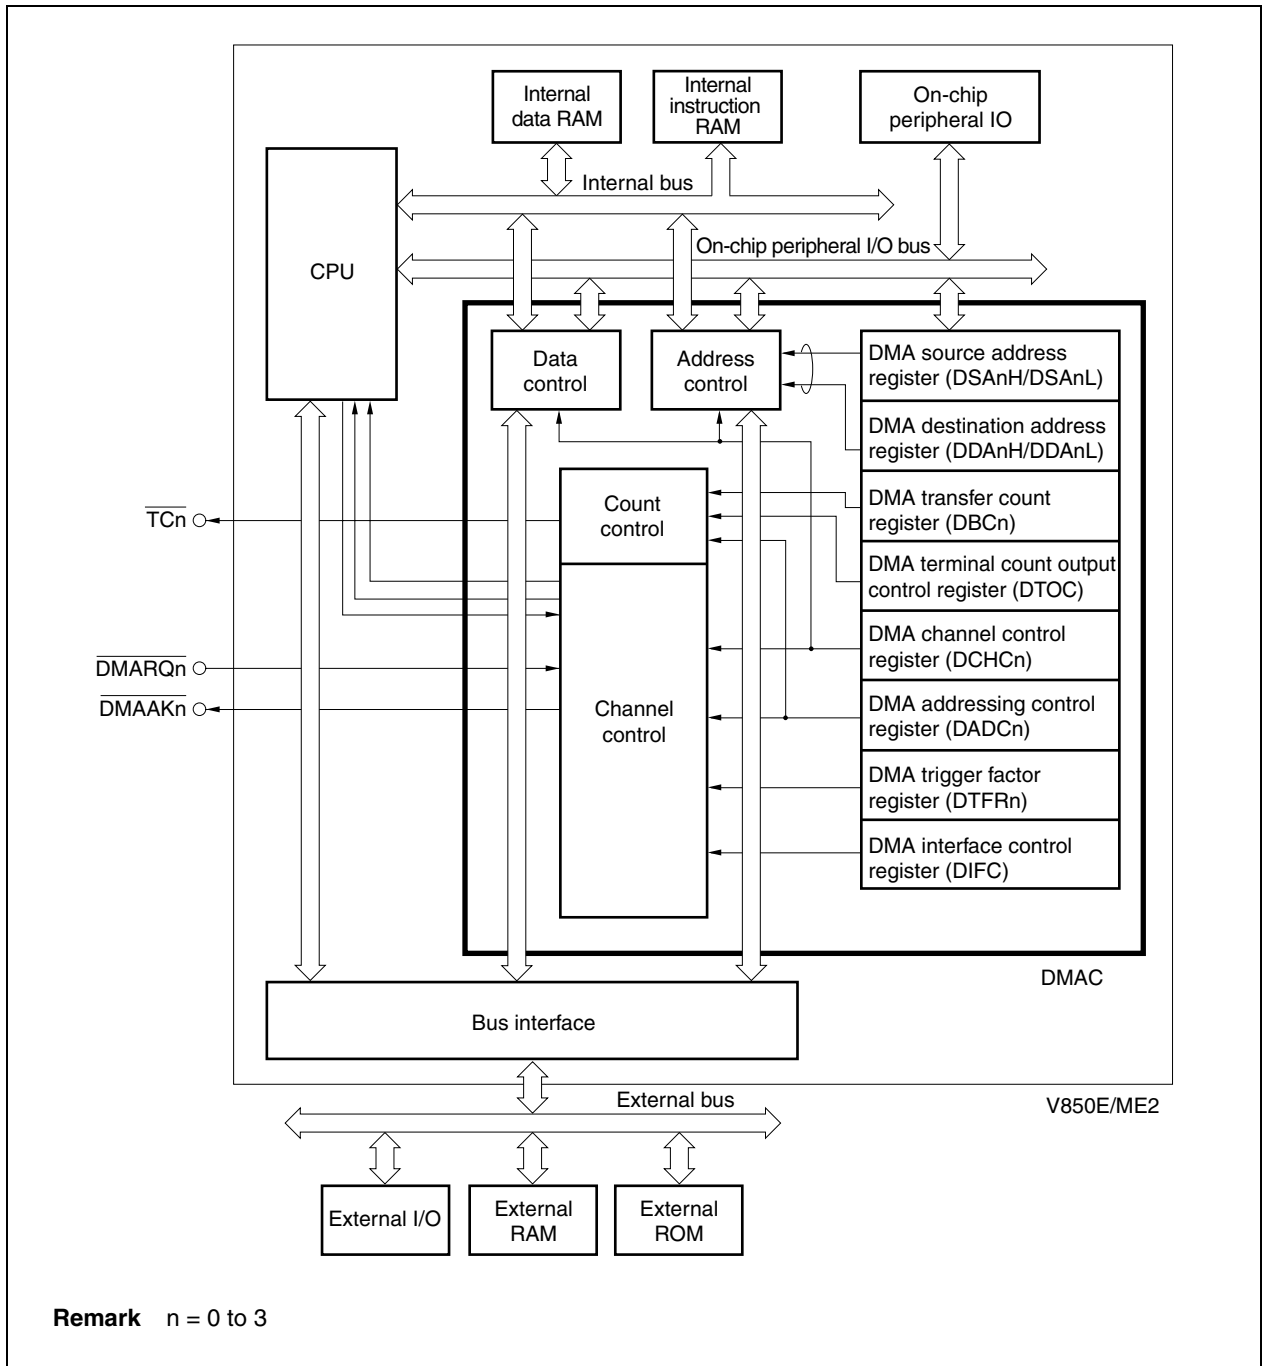 Internal
data RAM
Internal
instruction
RAM
On-chip
peripheral IO
Internal bus
On-chip peripheral I/O bus
CPU
Data
control
Address
control
DMA source address
register (DSAnH/DSAnL)
DMA destination address
register (DDAnH/DDAnL)
Count
control
DMA transfer count
register (DBCn)
TCn
DMA terminal count output
control register (DTOC)
DMA channel control
register (DCHCn)
DMARQn
DMAAKn
Channel
control
DMA addressing control
register (DADCn)
DMA trigger factor
register (DTFRn)
DMA interface control
register (DIFC)
DMAC
Bus interface
External bus
V850E/ME2
External I/O
External
RAM
External
ROM
Remark n = 0 to 3